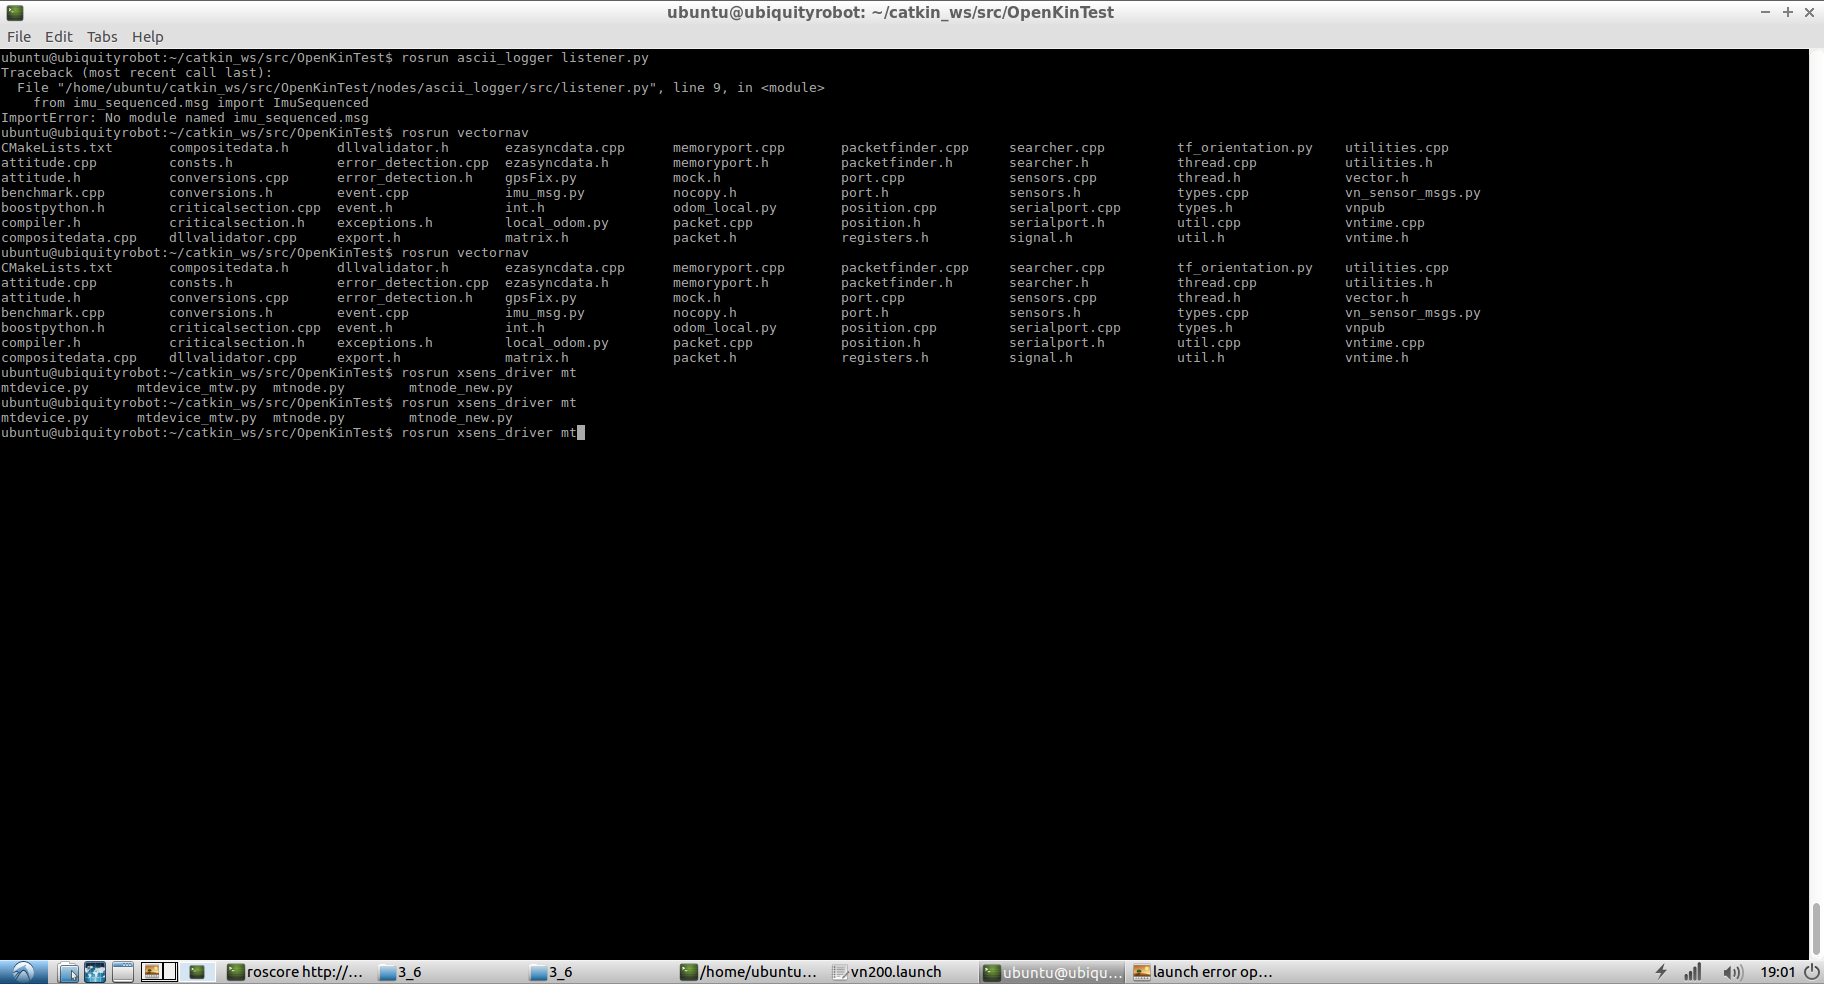 ubuntu@ubiquityrobot: ~/catkin_ws/src/OpenKinTest
File Edit Tabs Help
ubuntu@ubiquityrobot:~/catkin_ws/src/OpenKinTest$ rosrun ascii_logger listener.py
Traceback (most recent call last):
  File "/home/ubuntu/catkin_ws/src/OpenKinTest/nodes/ascii_logger/src/listener.py", line 9, in <module>
    from imu_sequenced.msg import ImuSequenced
ImportError: No module named imu_sequenced.msg
ubuntu@ubiquityrobot:~/catkin_ws/src/OpenKinTest$ rosrun vectornav
CMakeLists.txt compositedata.h dllvalidator.h ezasyncdata.cpp memoryport.cpp packetfinder.cpp searcher.cpp tf_orientation.py utilities.cpp
attitude.cpp consts.h error_detection.cpp ezasyncdata.h memoryport.h packetfinder.h searcher.h thread.cpp utilities.h
attitude.h conversions.cpp error_detection.h gpsFix.py mock.h port.cpp sensors.cpp thread.h vector.h
benchmark.cpp conversions.h event.cpp imu_msg.py nocopy.h port.h sensors.h types.cpp vn_sensor_msgs.py
boostpython.h criticalsection.cpp event.h int.h odom_local.py position.cpp serialport.cpp types.h vnpub
compiler.h criticalsection.h exceptions.h local_odom.py packet.cpp position.h serialport.h util.cpp vntime.cpp
compositedata.cpp dllvalidator.cpp export.h matrix.h packet.h registers.h signal.h util.h vntime.h
ubuntu@ubiquityrobot:~/catkin_ws/src/OpenKinTest$ rosrun vectornav
CMakeLists.txt compositedata.h dllvalidator.h ezasyncdata.cpp memoryport.cpp packetfinder.cpp searcher.cpp tf_orientation.py utilities.cpp
attitude.cpp consts.h error_detection.cpp ezasyncdata.h memoryport.h packetfinder.h searcher.h thread.cpp utilities.h
attitude.h conversions.cpp error_detection.h gpsFix.py mock.h port.cpp sensors.cpp thread.h vector.h
benchmark.cpp conversions.h event.cpp imu_msg.py nocopy.h port.h sensors.h types.cpp vn_sensor_msgs.py
boostpython.h criticalsection.cpp event.h int.h odom_local.py position.cpp serialport.cpp types.h vnpub
compiler.h criticalsection.h exceptions.h local_odom.py packet.cpp position.h serialport.h util.cpp vntime.cpp
compositedata.cpp dllvalidator.cpp export.h matrix.h packet.h registers.h signal.h util.h vntime.h
ubuntu@ubiquityrobot:~/catkin_ws/src/OpenKinTest$ rosrun xsens_driver mt
mtdevice.py mtdevice_mtw.py mtnode.py mtnode_new.py
ubuntu@ubiquityrobot:~/catkin_ws/src/OpenKinTest$ rosrun xsens_driver mt
mtdevice.py mtdevice_mtw.py mtnode.py mtnode_new.py
ubuntu@ubiquityrobot:~/catkin_ws/src/OpenKinTest$ rosrun xsens_driver mt
roscore http://... 3_6 3_6 /home/ubuntu... vn200.launch ubuntu@ubiqu... launch error op... 19:01